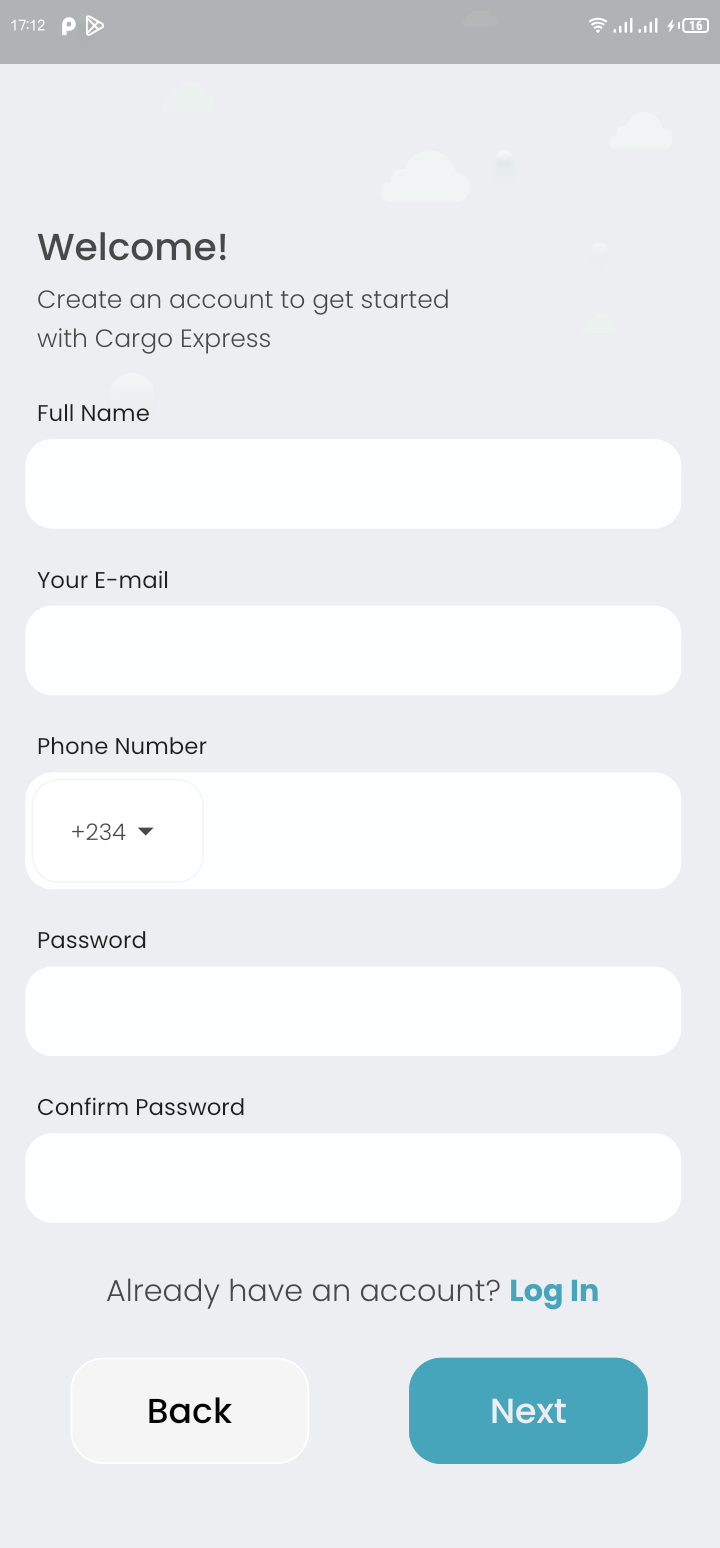 17:12
16
Welcome!
Create an account to get started
with Cargo Express
Full Name
Your E-mail
Phone Number
+234
Password
Confirm Password
Already have an account? Log In
Back
Next